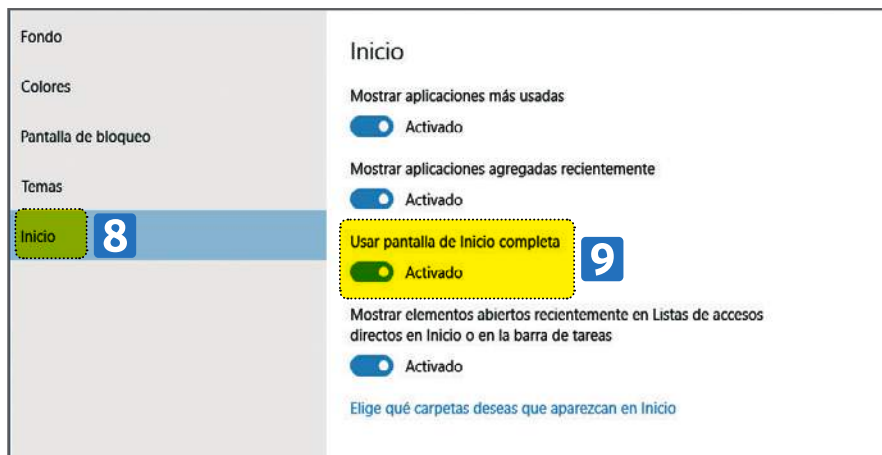 Fondo
Colores
Pantalla de bloqueo
Temas
Inicio
8
Inicio
Mostrar aplicaciones más usadas
Activado
Mostrar aplicaciones agregadas recientemente
Activado
Usar pantalla de Inicio completa
Activado
9
Mostrar elementos abiertos recientemente en Listas de accesos
directos en Inicio o en la barra de tareas
Activado
Elige qué carpetas deseas que aparezcan en Inicio